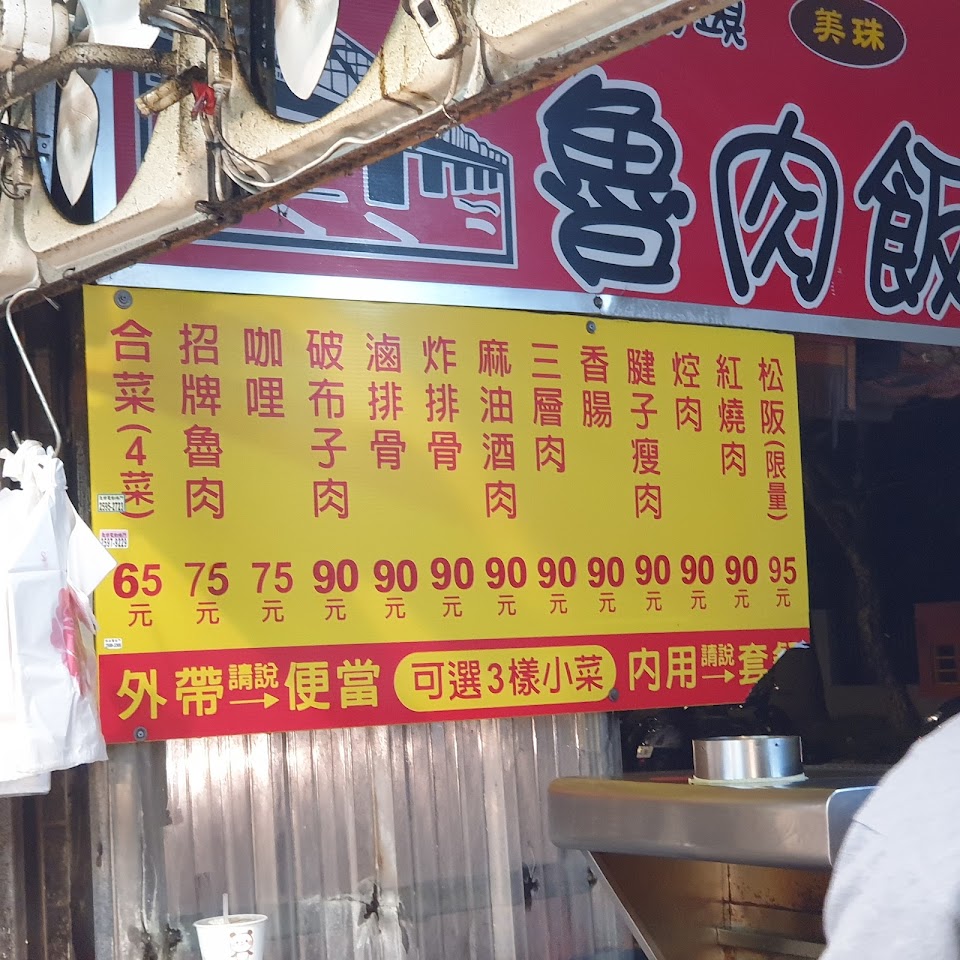 美珠
魯肉飯
合菜(4菜) 65元
招牌魯肉 75元
咖哩 75元
破布子肉 90元
滷排骨 90元
炸排骨 90元
麻油酒肉 90元
三層肉 90元
香腸 90元
腱子瘦肉 90元
焢肉 90元
紅燒肉 90元
松阪(限量) 95元
外帶請說→便當 可選3樣小菜 內用請說→套